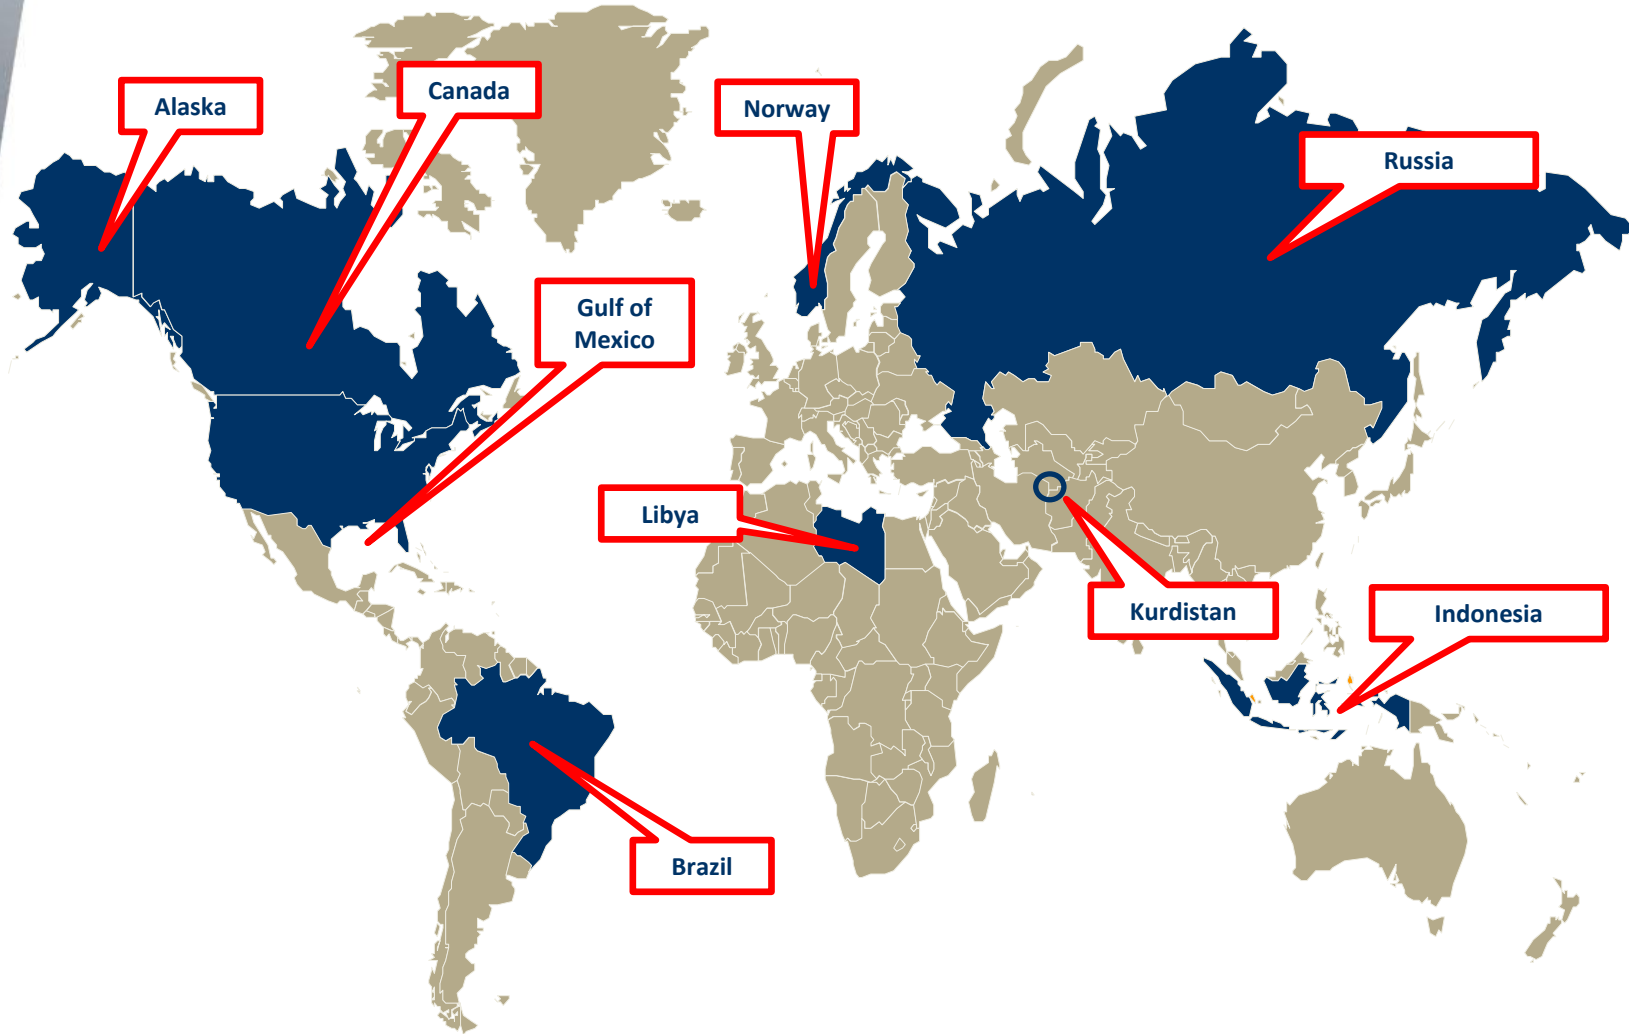 Alaska
Canada
Norway
Russia
Gulf of
Mexico
Libya
Kurdistan
Indonesia
Brazil